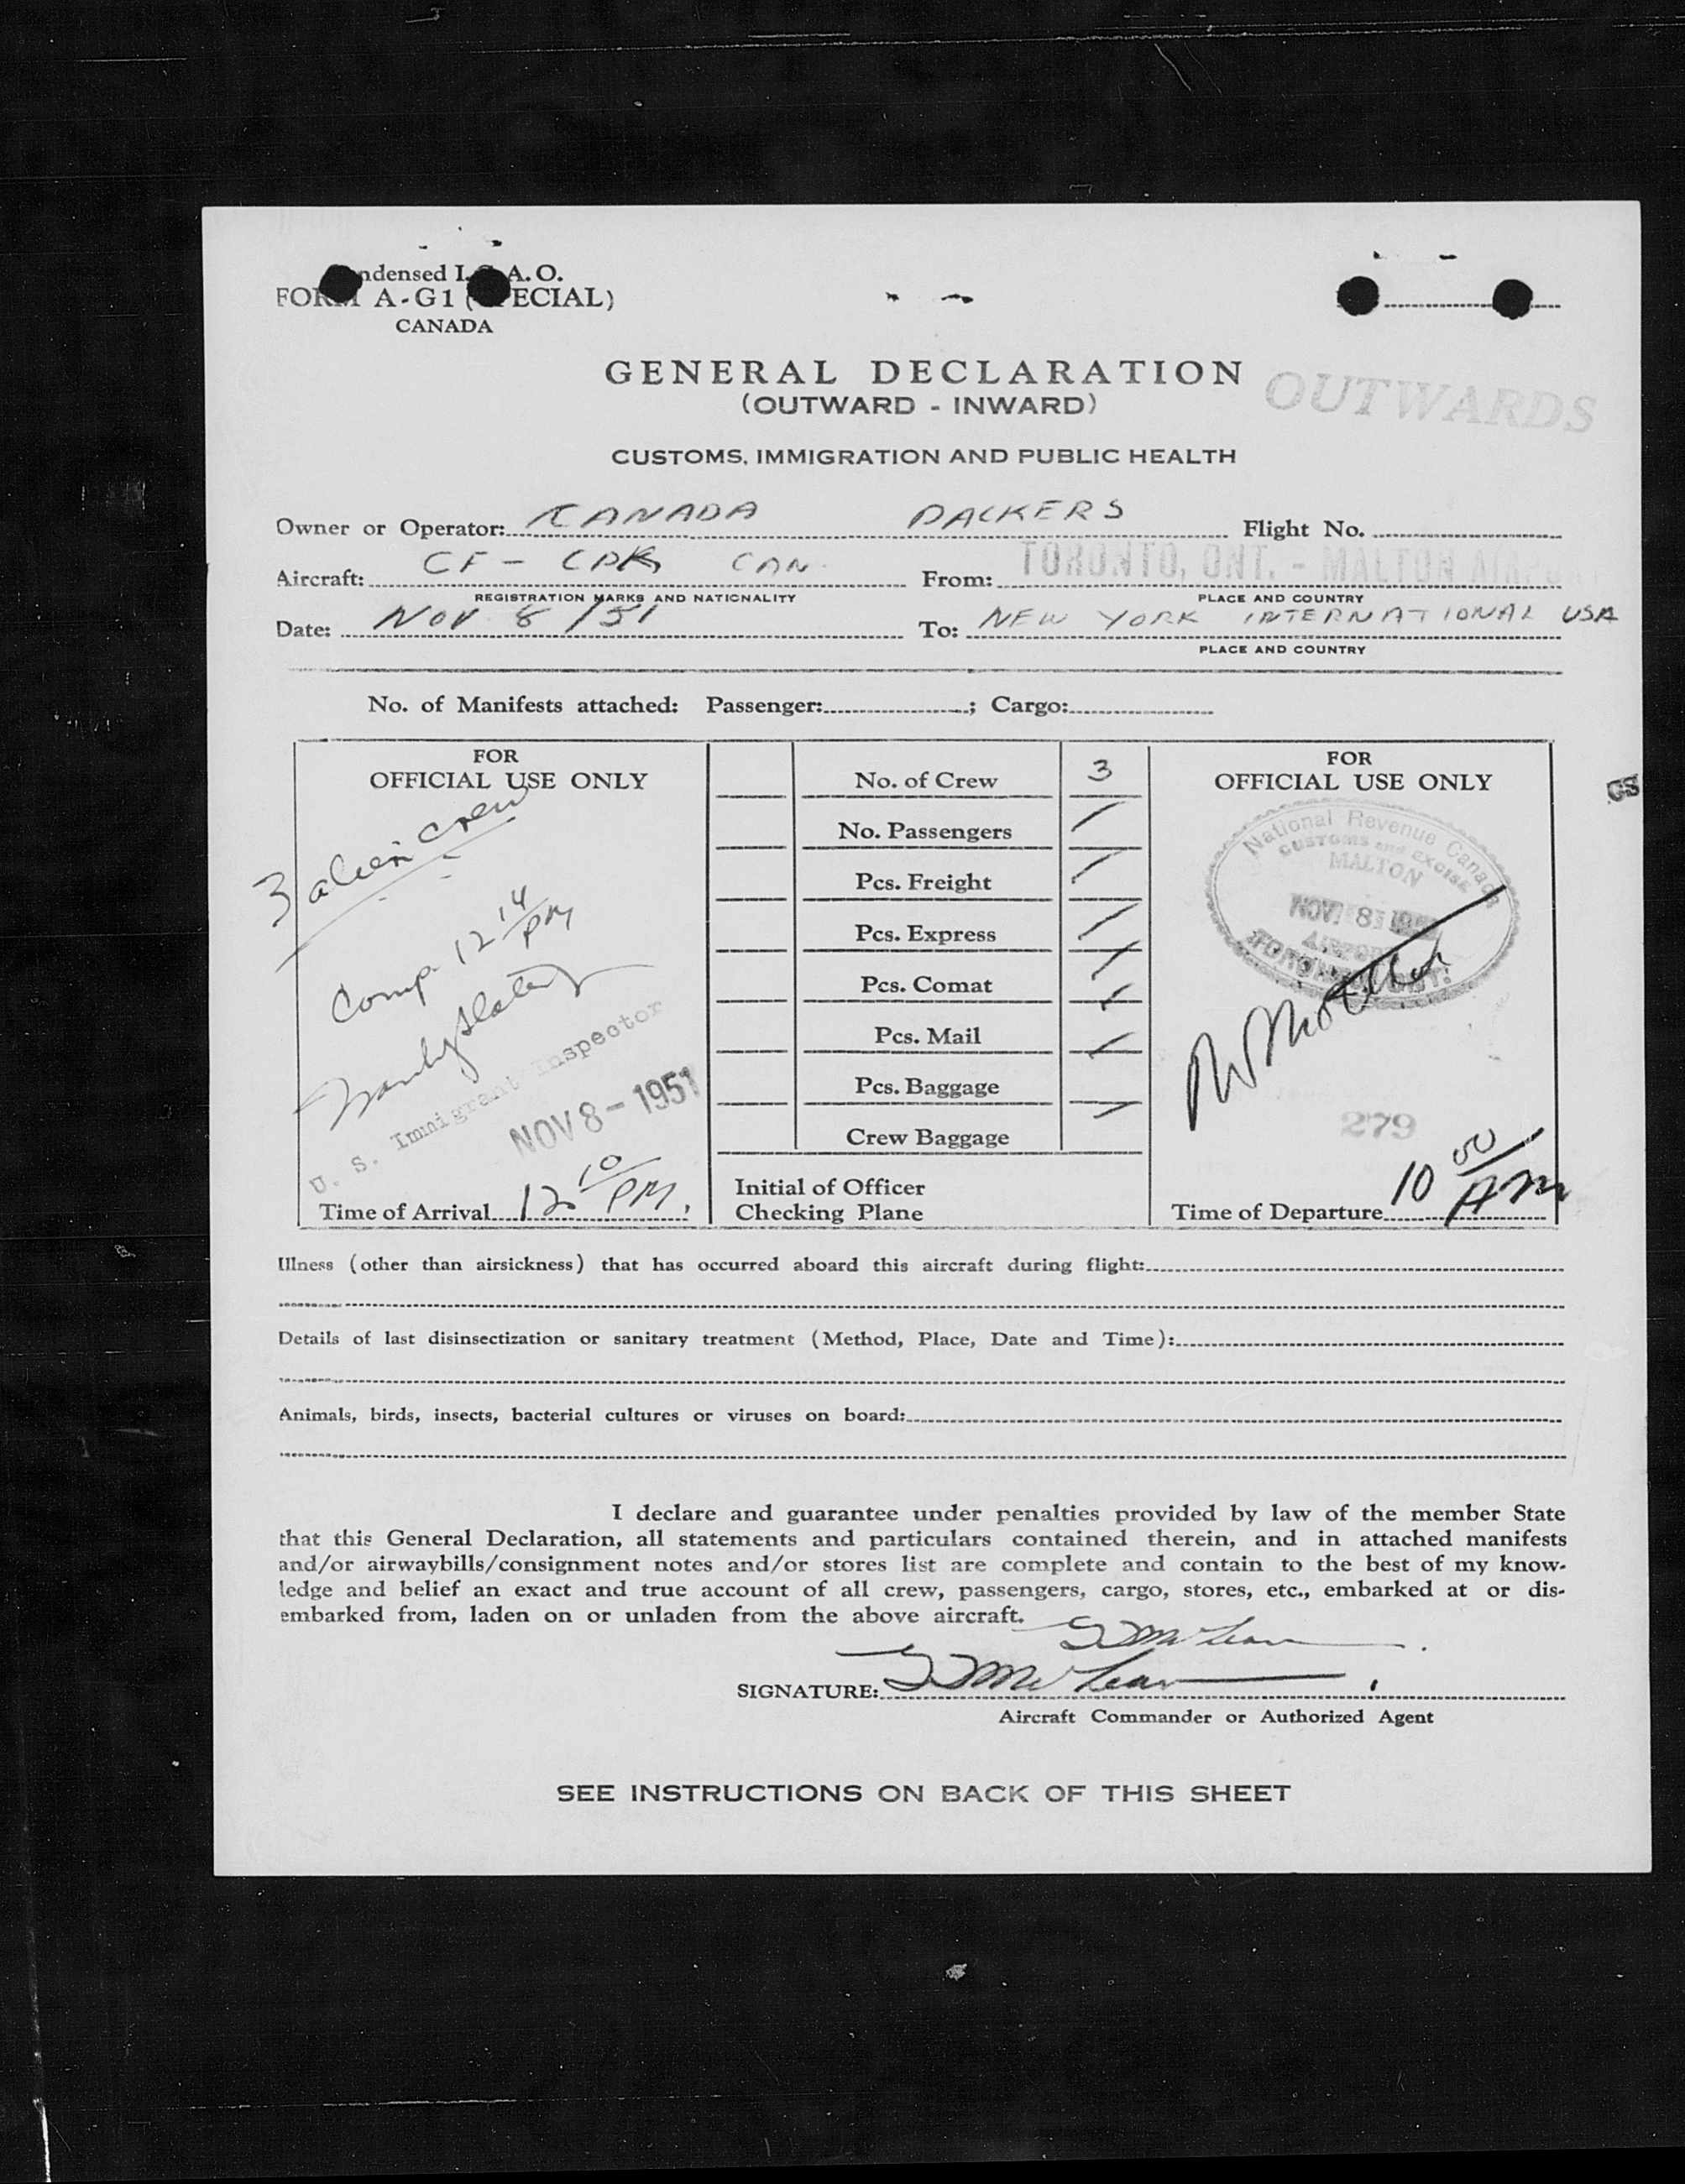 ndensed I. A. O.
FORM A-G1 ( ECIAL)
CANADA
GENERAL DECLARATION
(OUTWARD - INWARD)
OUTWARDS
CUSTOMS, IMMIGRATION AND PUBLIC HEALTH
Owner or Operator: CANADA PACKERS Flight No.
Aircraft: CF - CPK CAN. From: TORONTO, ONT. - MALTON AIRPORT
REGISTRATION MARKS AND NATIONALITY PLACE AND COUNTRY
Date: NOV 8 /51 To: NEW YORK INTERNATIONAL USA
PLACE AND COUNTRY
No. of Manifests attached: Passenger: ; Cargo:
FOR
OFFICIAL USE ONLY
3 alien crew
Comp. 12 14 PM
U. S. Immigrant Inspector
NOV 8 - 1951
Time of Arrival 12 10 PM.
No. of Crew 3
No. Passengers /
Pcs. Freight /
Pcs. Express /
Pcs. Comat /
Pcs. Mail /
Pcs. Baggage /
Crew Baggage /
Initial of Officer
Checking Plane
FOR
OFFICIAL USE ONLY
GS
National Revenue Canada
CUSTOMS and EXCISE
MALTON
NOV 8 1951
AIRPORT
TORONTO, ONT.
279
Time of Departure 10 00 AM
Illness (other than airsickness) that has occurred aboard this aircraft during flight:
Details of last disinsectization or sanitary treatment (Method, Place, Date and Time):
Animals, birds, insects, bacterial cultures or viruses on board:
I declare and guarantee under penalties provided by law of the member State
that this General Declaration, all statements and particulars contained therein, and in attached manifests
and/or airwaybills/consignment notes and/or stores list are complete and contain to the best of my know-
ledge and belief an exact and true account of all crew, passengers, cargo, stores, etc., embarked at or dis-
embarked from, laden on or unladen from the above aircraft.
SIGNATURE:
Aircraft Commander or Authorized Agent
SEE INSTRUCTIONS ON BACK OF THIS SHEET